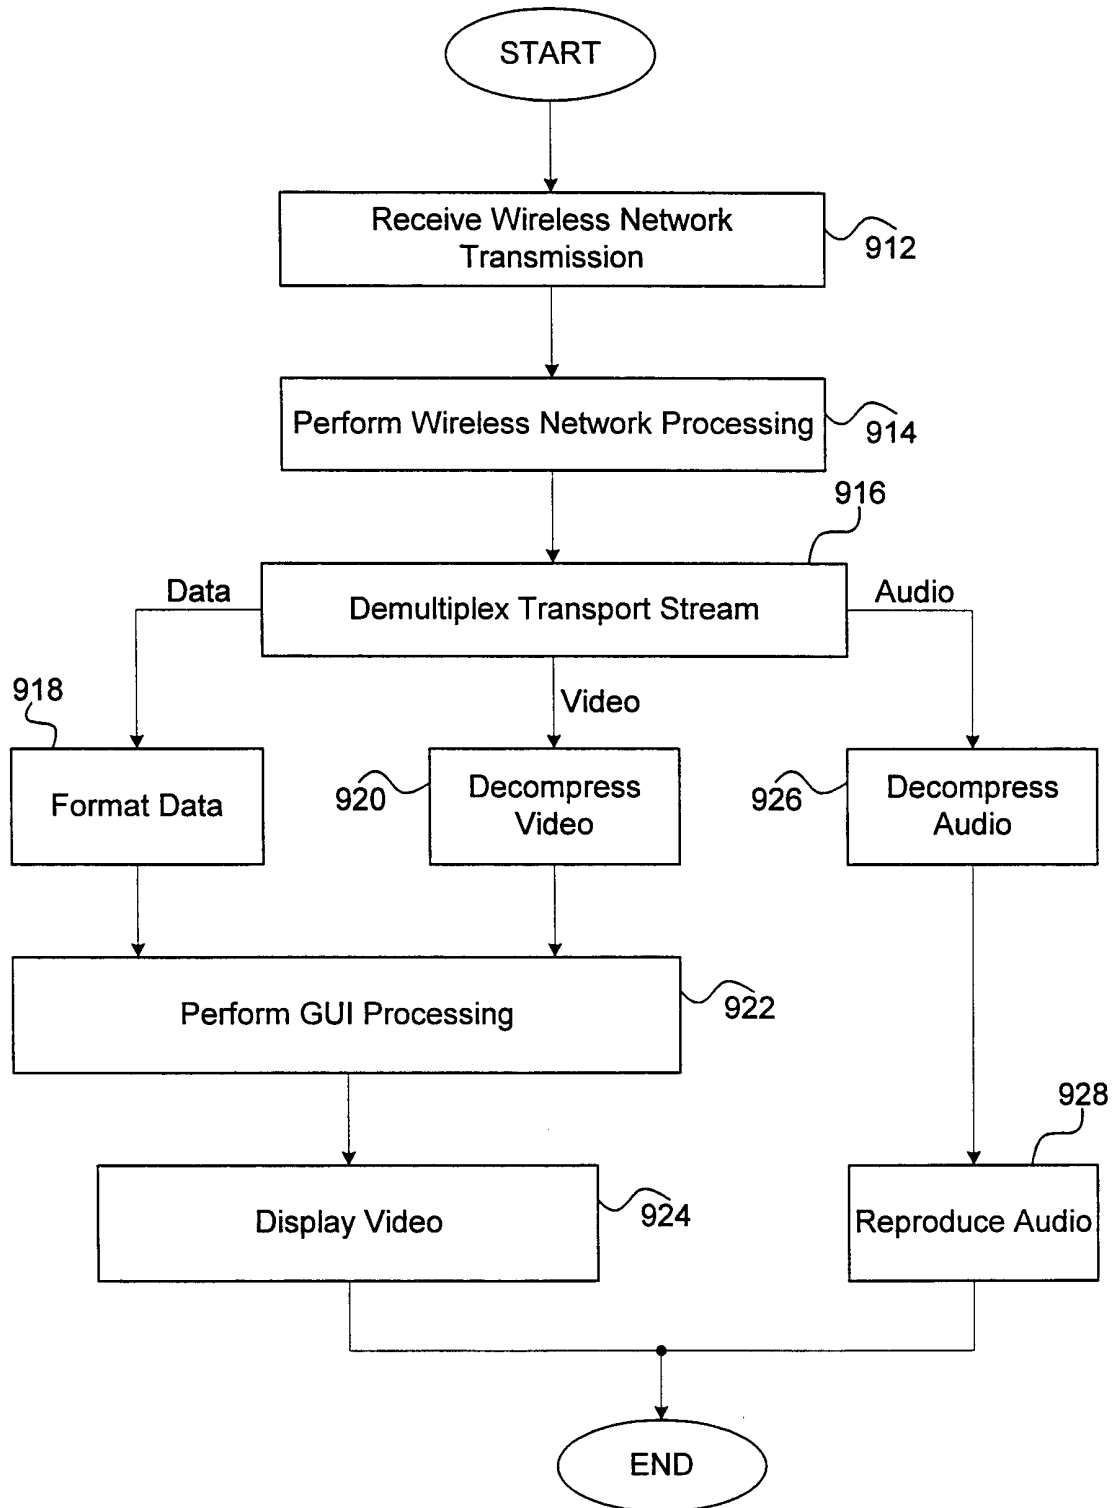 START
Receive Wireless Network
Transmission
912
Perform Wireless Network Processing
914
916
Data
Demultiplex Transport Stream
Audio
Video
918
Format Data
920
Decompress
Video
926
Decompress
Audio
Perform GUI Processing
922
928
Display Video
924
Reproduce Audio
END